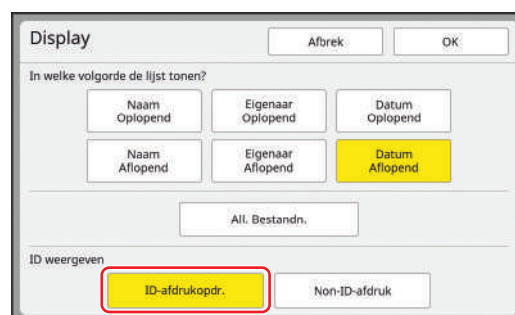 Display
Afbrek
OK
In welke volgorde de lijst tonen?
Naam
Oplopend
Eigenaar
Oplopend
Datum
Oplopend
Naam
Aflopend
Eigenaar
Aflopend
Datum
Aflopend
All. Bestandn.
ID weergeven
ID-afdrukopdr.
Non-ID-afdruk